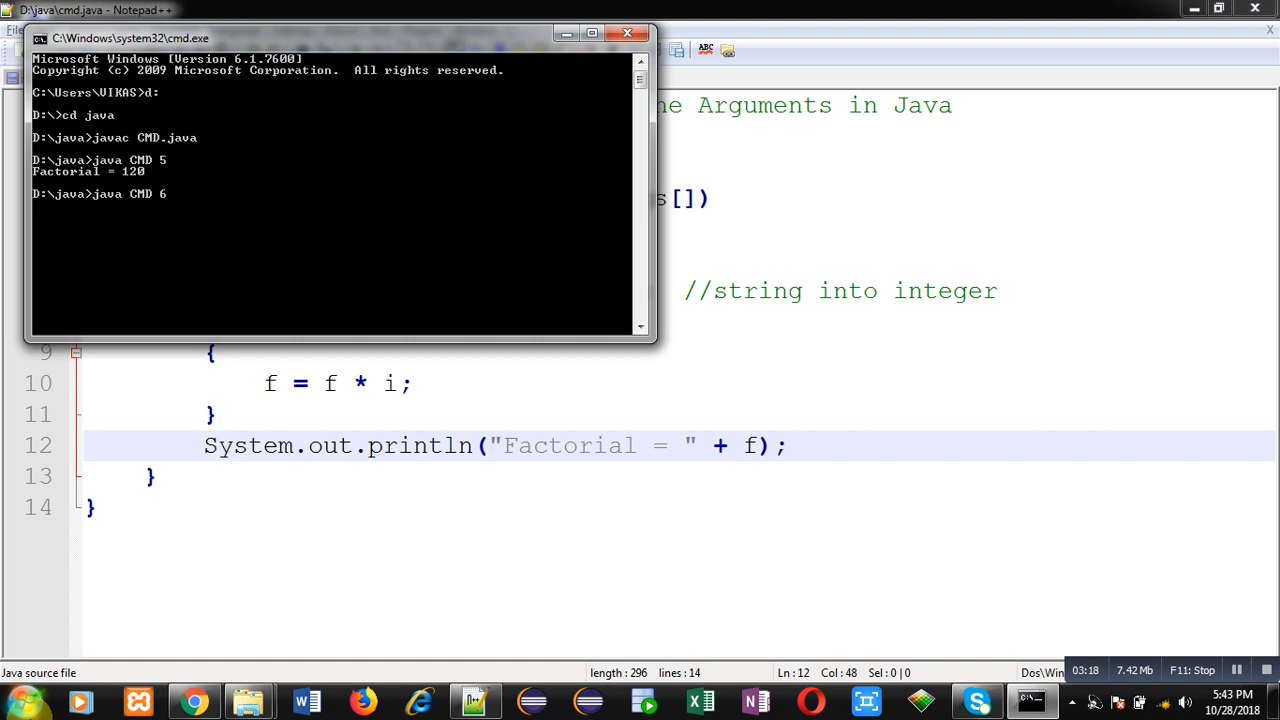 D:\java\cmd.java - Notepad++
File
X
C:\Windows\system32\cmd.exe
Microsoft Windows [Version 6.1.7600]
Copyright (c) 2009 Microsoft Corporation.  All rights reserved.
C:\Users\VIKAS>d:
D:\>cd java
D:\java>javac CMD.java
D:\java>java CMD 5
Factorial = 120
D:\java>java CMD 6
ABC
ne Arguments in Java
s[])
//string into integer
9 {
10 f = f * i;
11 }
12 System.out.println("Factorial = " + f);
13 }
14 }
Java source file
length : 296 lines : 14
Ln : 12 Col : 48 Sel : 0 | 0
Dos\Win
03:18
7.42 Mb
F11: Stop
5:43 PM
10/28/2018